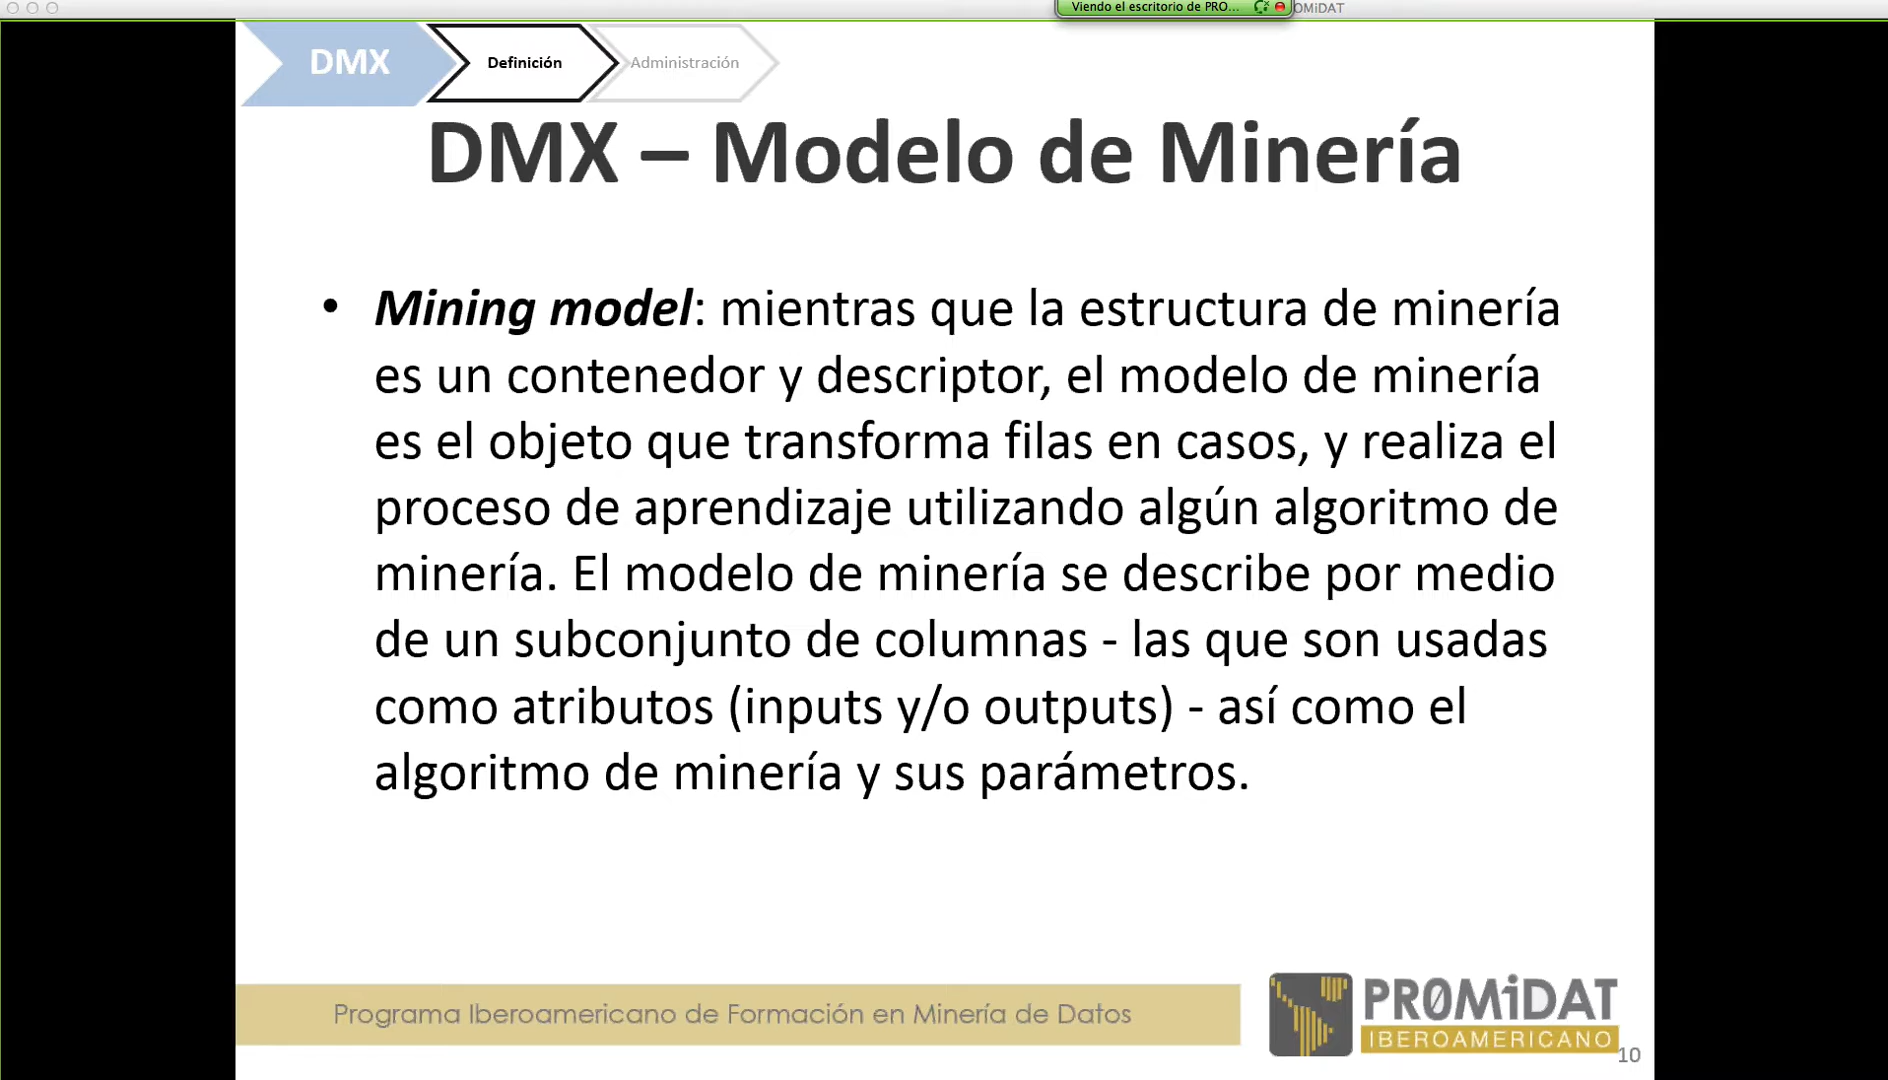 Viendo el escritorio de PRO...
OMiDAT
DMX
Definición
Administración
DMX – Modelo de Minería
• Mining model: mientras que la estructura de minería
es un contenedor y descriptor, el modelo de minería
es el objeto que transforma filas en casos, y realiza el
proceso de aprendizaje utilizando algún algoritmo de
minería. El modelo de minería se describe por medio
de un subconjunto de columnas - las que son usadas
como atributos (inputs y/o outputs) - así como el
algoritmo de minería y sus parámetros.
Programa Iberoamericano de Formación en Minería de Datos
PR0MiDAT
IBEROAMERICANO
10